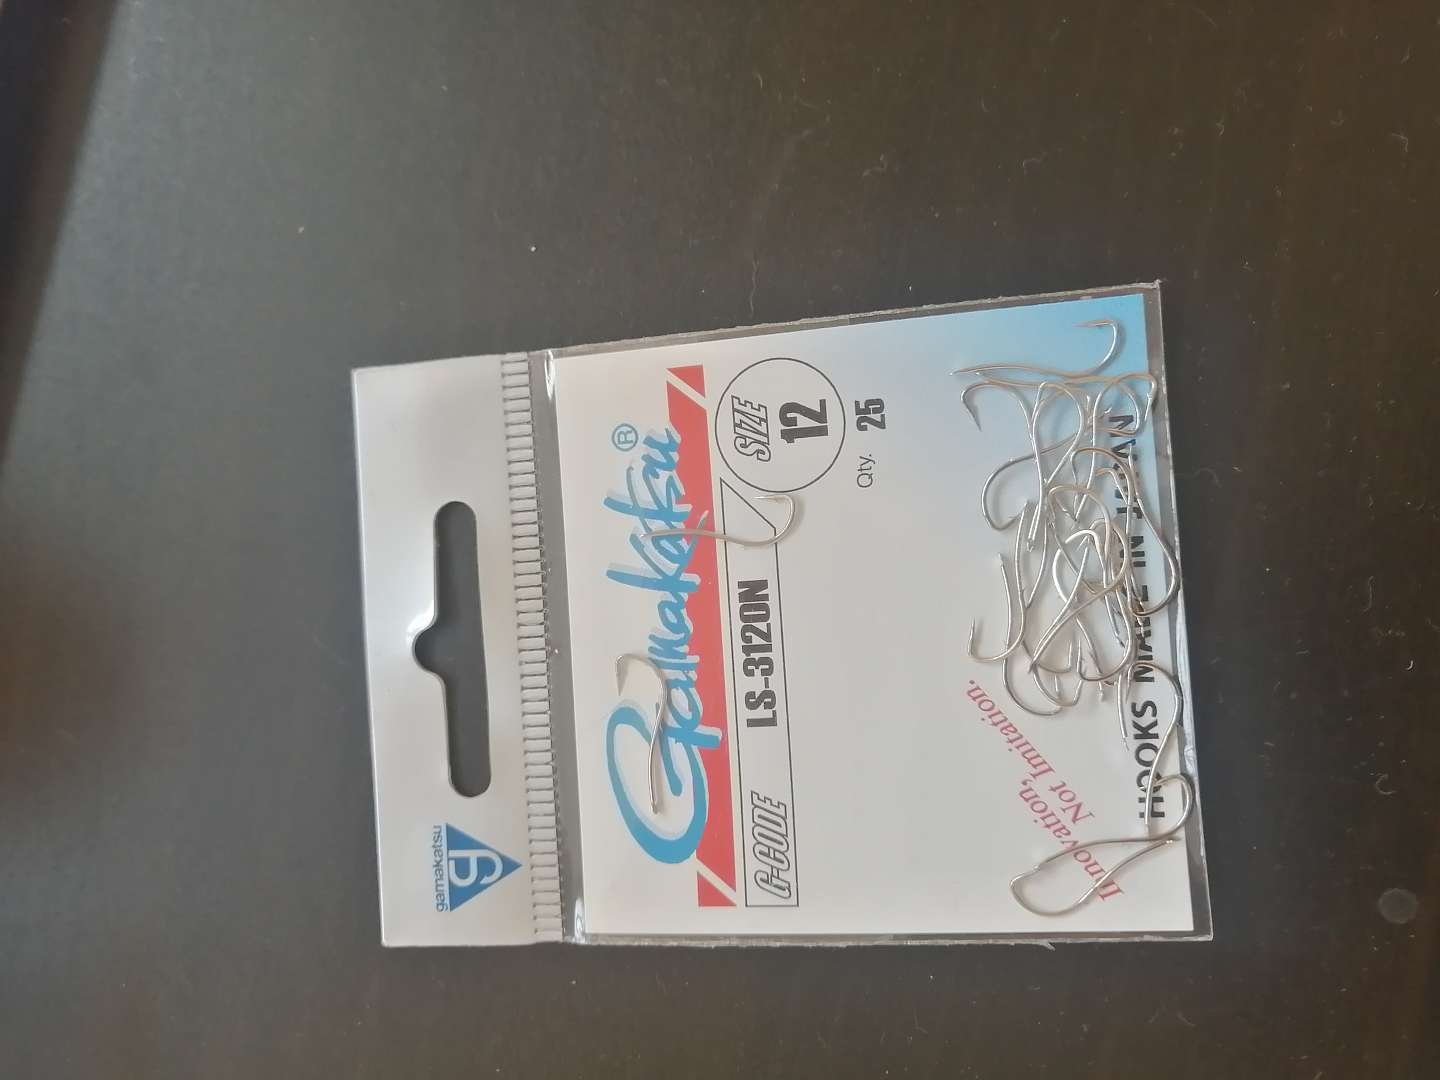 gamakatsu
g
Gamakatsu®
G-CODE LS-3120N
SIZE
12
Qty. 25
Innovation,
Not Imitation.
HOOKS MADE IN JAPAN